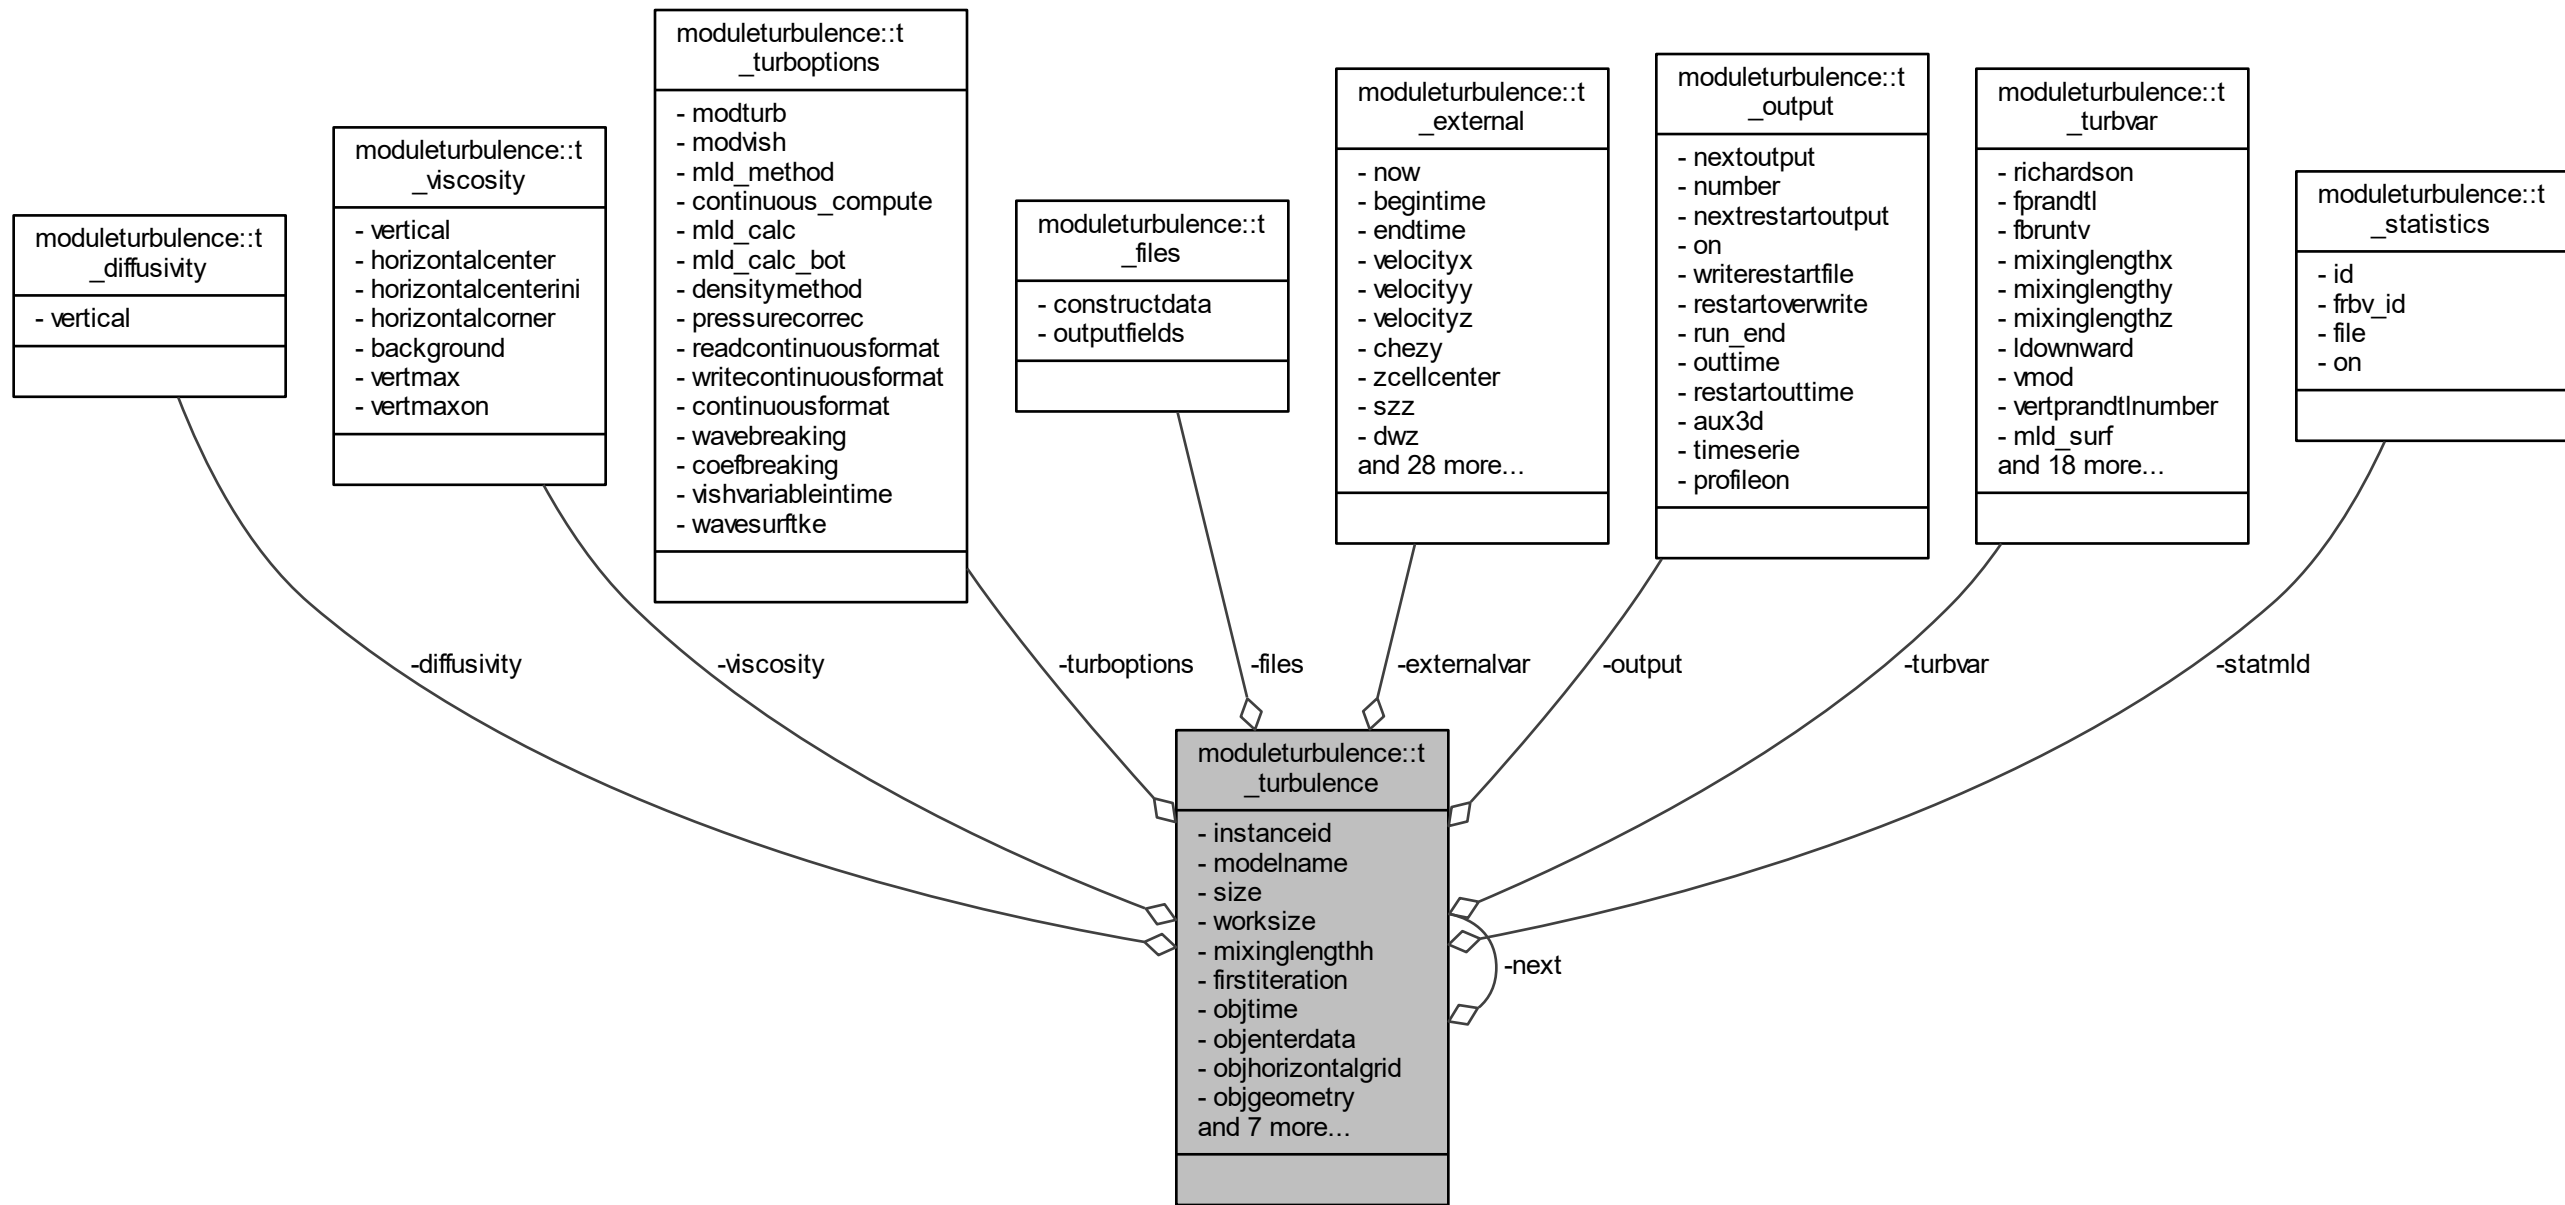 moduleturbulence::t
_diffusivity
- vertical
moduleturbulence::t
_viscosity
- vertical
- horizontalcenter
- horizontalcenterini
- horizontalcorner
- background
- vertmax
- vertmaxon
moduleturbulence::t
_turboptions
- modturb
- modvish
- mld_method
- continuous_compute
- mld_calc
- mld_calc_bot
- densitymethod
- pressurecorrec
- readcontinuousformat
- writecontinuousformat
- continuousformat
- wavebreaking
- coefbreaking
- vishvariableintime
- wavesurftke
moduleturbulence::t
_files
- constructdata
- outputfields
moduleturbulence::t
_external
- now
- begintime
- endtime
- velocityx
- velocityy
- velocityz
- chezy
- zcellcenter
- szz
- dwz
and 28 more...
moduleturbulence::t
_output
- nextoutput
- number
- nextrestartoutput
- on
- writerestartfile
- restartoverwrite
- run_end
- outtime
- restartouttime
- aux3d
- timeserie
- profileon
moduleturbulence::t
_turbvar
- richardson
- fprandtl
- fbruntv
- mixinglengthx
- mixinglengthy
- mixinglengthz
- ldownward
- vmod
- vertprandtlnumber
- mld_surf
and 18 more...
moduleturbulence::t
_statistics
- id
- frbv_id
- file
- on
-diffusivity
-viscosity
-turboptions
-files
-externalvar
-output
-turbvar
-statmld
moduleturbulence::t
_turbulence
- instanceid
- modelname
- size
- worksize
- mixinglengthh
- firstiteration
- objtime
- objenterdata
- objhorizontalgrid
- objgeometry
and 7 more...
-next